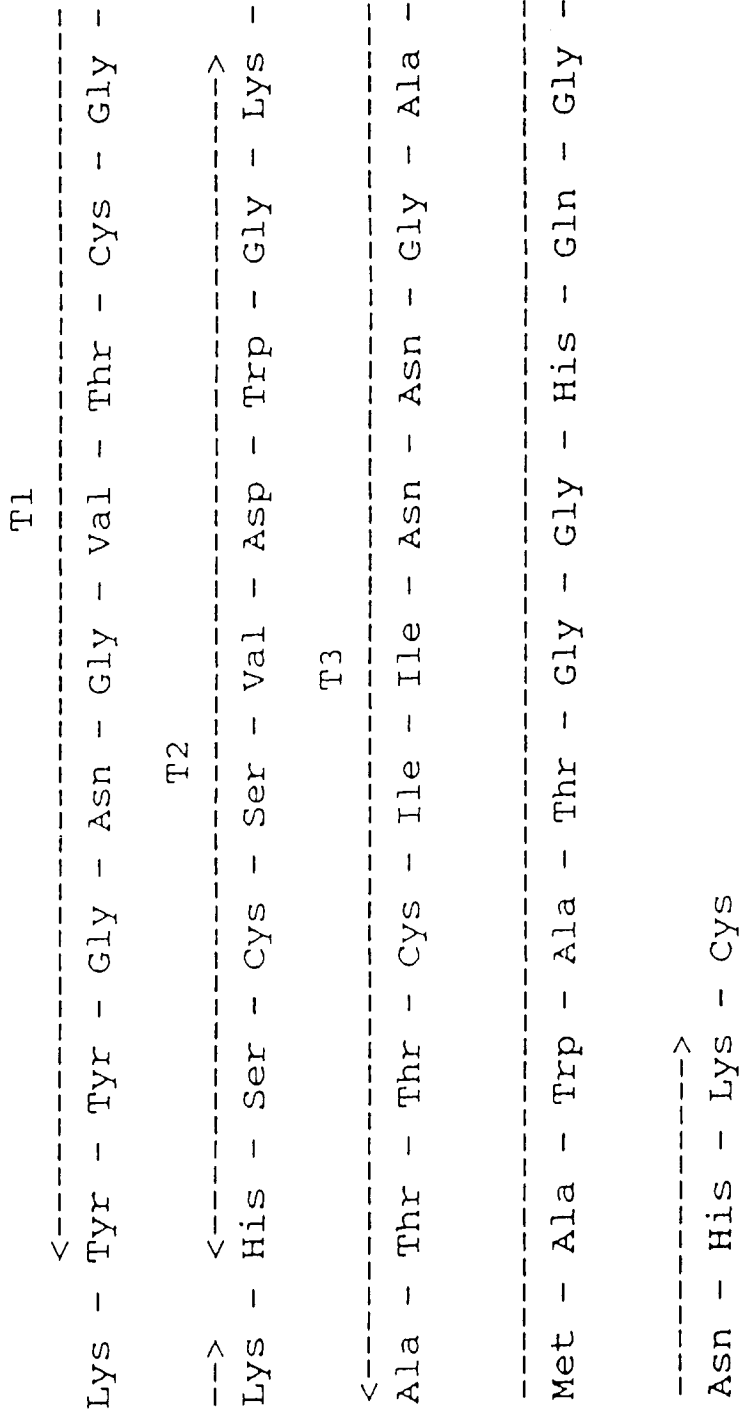 T1
<------------------------------------------------
Lys - Tyr - Tyr - Gly - Asn - Gly - Val - Thr - Cys - Gly -
T2
--> <------------------------------------------------>
Lys - His - Ser - Cys - Ser - Val - Asp - Trp - Gly - Lys -
T3
<------------------------------------------------
Ala - Thr - Thr - Cys - Ile - Ile - Asn - Asn - Gly - Ala -
------------------------------------------------
Met - Ala - Trp - Ala - Thr - Gly - Gly - His - Gln - Gly -
-------------->
Asn - His - Lys - Cys